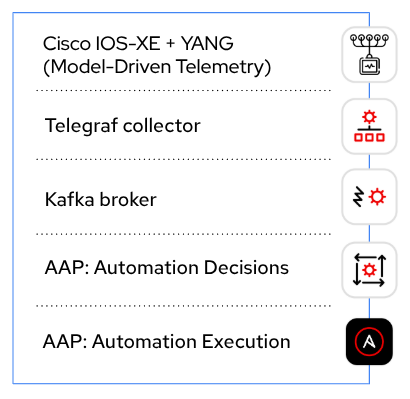 Cisco IOS-XE + YANG
(Model-Driven Telemetry)
Telegraf collector
Kafka broker
AAP: Automation Decisions
AAP: Automation Execution